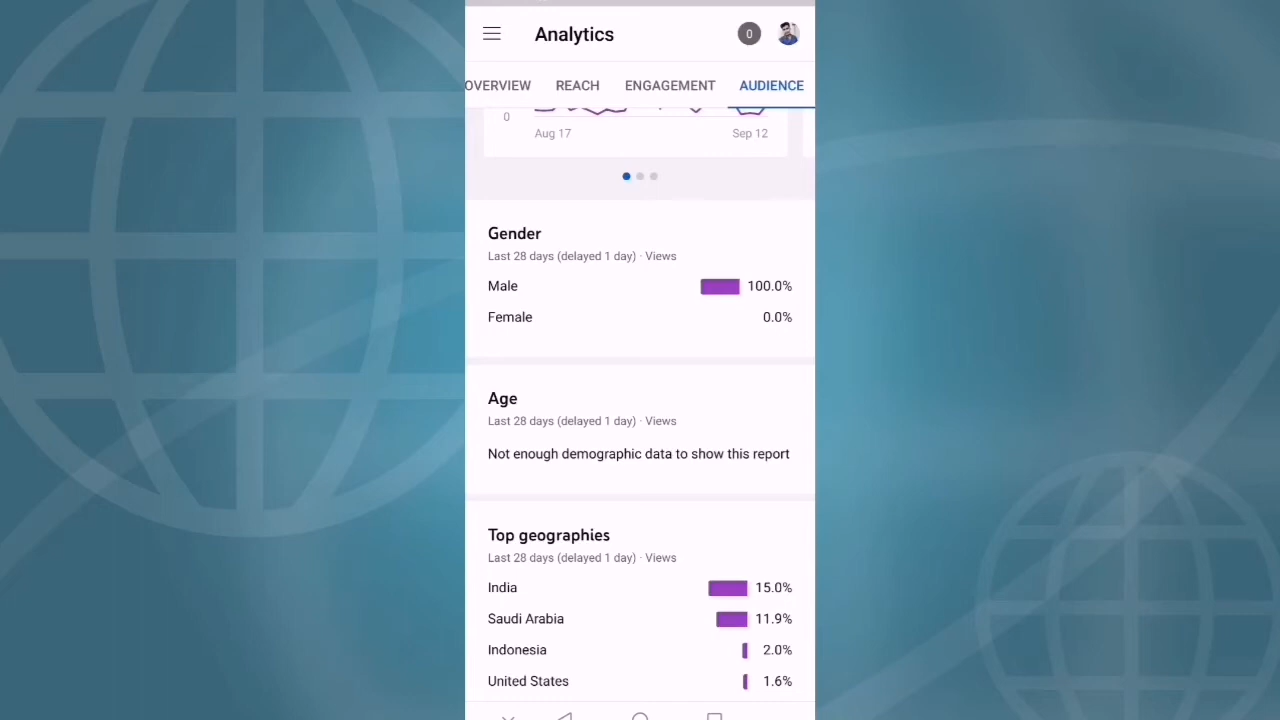 Analytics
0
OVERVIEW REACH ENGAGEMENT AUDIENCE
0
Aug 17 Sep 12
Gender
Last 28 days (delayed 1 day) · Views
Male 100.0%
Female 0.0%
Age
Last 28 days (delayed 1 day) · Views
Not enough demographic data to show this report
Top geographies
Last 28 days (delayed 1 day) · Views
India 15.0%
Saudi Arabia 11.9%
Indonesia 2.0%
United States 1.6%